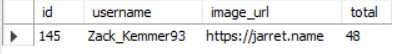 id username image_url total
145 Zack_Kemmer93 https://jarret.name 48